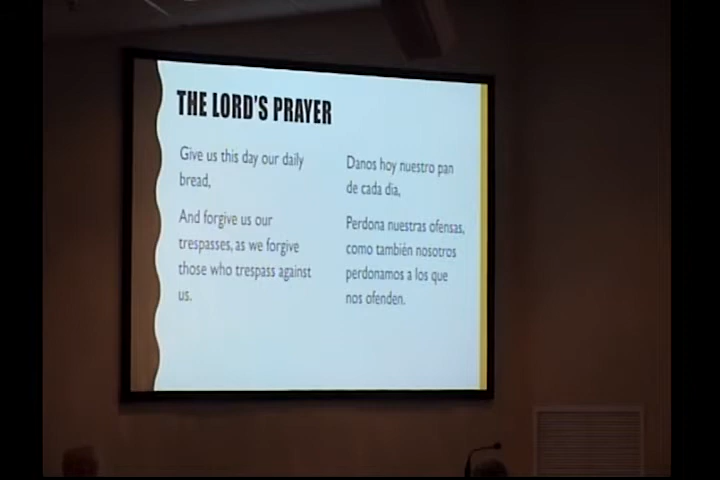 THE LORD'S PRAYER
Give us this day our daily
bread,
And forgive us our
trespasses, as we forgive
those who trespass against
us.
Danos hoy nuestro pan
de cada día,
Perdona nuestras ofensas,
como también nosotros
perdonamos a los que
nos ofenden.